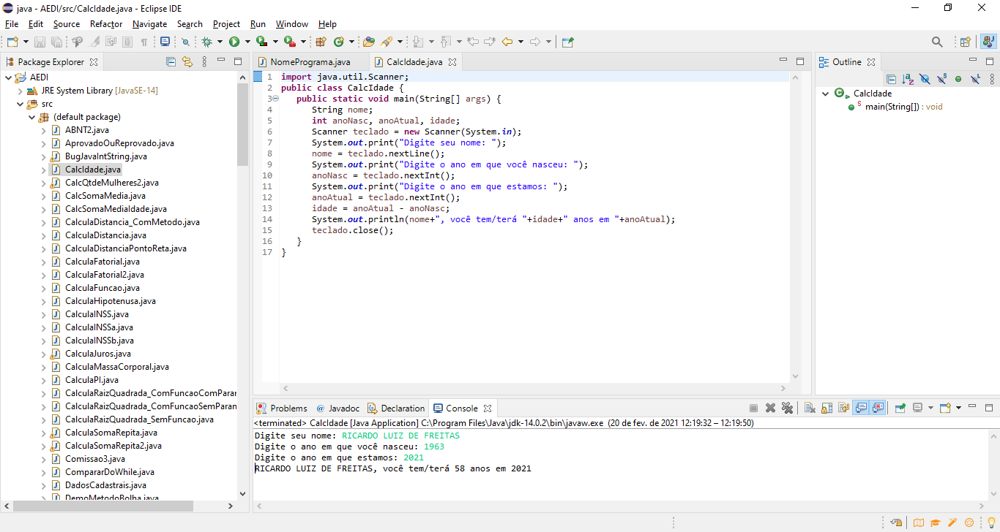 java - AEDI/src/CalcIdade.java - Eclipse IDE
File Edit Source Refactor Navigate Search Project Run Window Help
Package Explorer
AEDI
JRE System Library [JavaSE-14]
src
(default package)
ABNT2.java
AprovadoOuReprovado.java
BugJavaIntString.java
CalcIdade.java
CalcQtdeMulheres2.java
CalcSomaMedia.java
CalcSomaMediaIdade.java
CalculaDistancia_ComMetodo.java
CalculaDistancia.java
CalculaDistanciaPontoReta.java
CalculaFatorial.java
CalculaFatorial2.java
CalculaFuncao.java
CalculaHipotenusa.java
CalculaINSS.java
CalculaINSSa.java
CalculaINSSb.java
CalculaJuros.java
CalculaMassaCorporal.java
CalculaPI.java
CalculaRaizQuadrada_ComFuncaoComParar
CalculaRaizQuadrada_ComFuncaoSemParan
CalculaRaizQuadrada_SemFuncao.java
CalculaSomaRepita.java
CalculaSomaRepita2.java
Comissao3.java
CompararDoWhile.java
DadosCadastrais.java
DemoMetodoBolha.java
NomePrograma.java CalcIdade.java
1 import java.util.Scanner;
2 public class CalcIdade {
3 public static void main(String[] args) {
4 String nome;
5 int anoNasc, anoAtual, idade;
6 Scanner teclado = new Scanner(System.in);
7 System.out.print("Digite seu nome: ");
8 nome = teclado.nextLine();
9 System.out.print("Digite o ano em que você nasceu: ");
10 anoNasc = teclado.nextInt();
11 System.out.print("Digite o ano em que estamos: ");
12 anoAtual = teclado.nextInt();
13 idade = anoAtual - anoNasc;
14 System.out.println(nome+", você tem/terá "+idade+" anos em "+anoAtual);
15 teclado.close();
16 }
17 }
Outline
CalcIdade
main(String[]) : void
Problems Javadoc Declaration Console
<terminated> CalcIdade [Java Application] C:\Program Files\Java\jdk-14.0.2\bin\javaw.exe (20 de fev. de 2021 12:19:32 – 12:19:50)
Digite seu nome: RICARDO LUIZ DE FREITAS
Digite o ano em que você nasceu: 1963
Digite o ano em que estamos: 2021
RICARDO LUIZ DE FREITAS, você tem/terá 58 anos em 2021